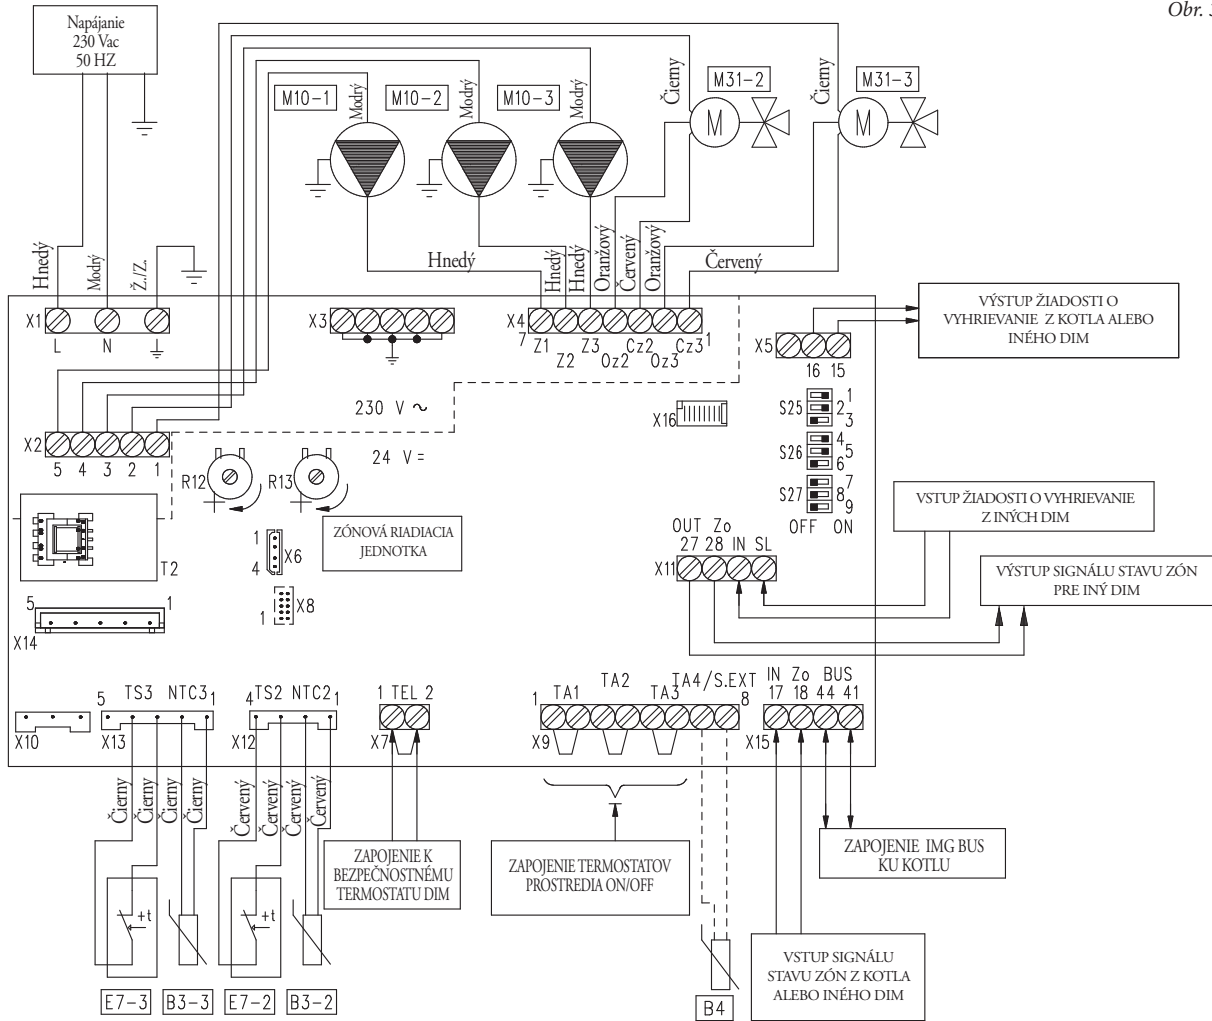 Obr. 3
Napájanie
230 Vac
50 HZ
M10-1
M10-2
M10-3
M31-2
M31-3
Modrý
Modrý
Modrý
Čierny
Čierny
M
M
Hnedý
Modrý
Ž./Z.
Hnedý
Hnedý
Hnedý
Oranžový
Červený
Oranžový
Červený
X1
L N
X3
X4
7 Z1 Z2 Z3 Oz2 Cz2 Oz3 Cz3 1
X5
16 15
VÝSTUP ŽIADOSTI O
VYHRIEVANIE Z KOTLA ALEBO
INÉHO DIM
230 V ~
24 V =
X16
S25
1
2
3
S26
4
5
6
S27
7
8
9
OFF ON
X2
5 4 3 2 1
R12
R13
T2
ZÓNOVÁ RIADIACA
JEDNOTKA
1
X6
4
1
X8
5 1
X14
OUT Zo
27 28 IN SL
X11
VSTUP ŽIADOSTI O VYHRIEVANIE
Z INÝCH DIM
VÝSTUP SIGNÁLU STAVU ZÓN
PRE INÝ DIM
X10
5 TS3 NTC3 1
X13
4 TS2 NTC2 1
X12
1 TEL 2
X7
1 TA1 TA2 TA3 TA4/S.EXT 8
X9
IN Zo BUS
17 18 44 41
X15
Čierny
Čierny
Čierny
Čierny
Červený
Červený
Červený
Červený
+t
+t
ZAPOJENIE K
BEZPEČNOSTNÉMU
TERMOSTATU DIM
ZAPOJENIE TERMOSTATOV
PROSTREDIA ON/OFF
ZAPOJENIE IMG BUS
KU KOTLU
VSTUP SIGNÁLU
STAVU ZÓN Z KOTLA
ALEBO INÉHO DIM
E7-3
B3-3
E7-2
B3-2
B4